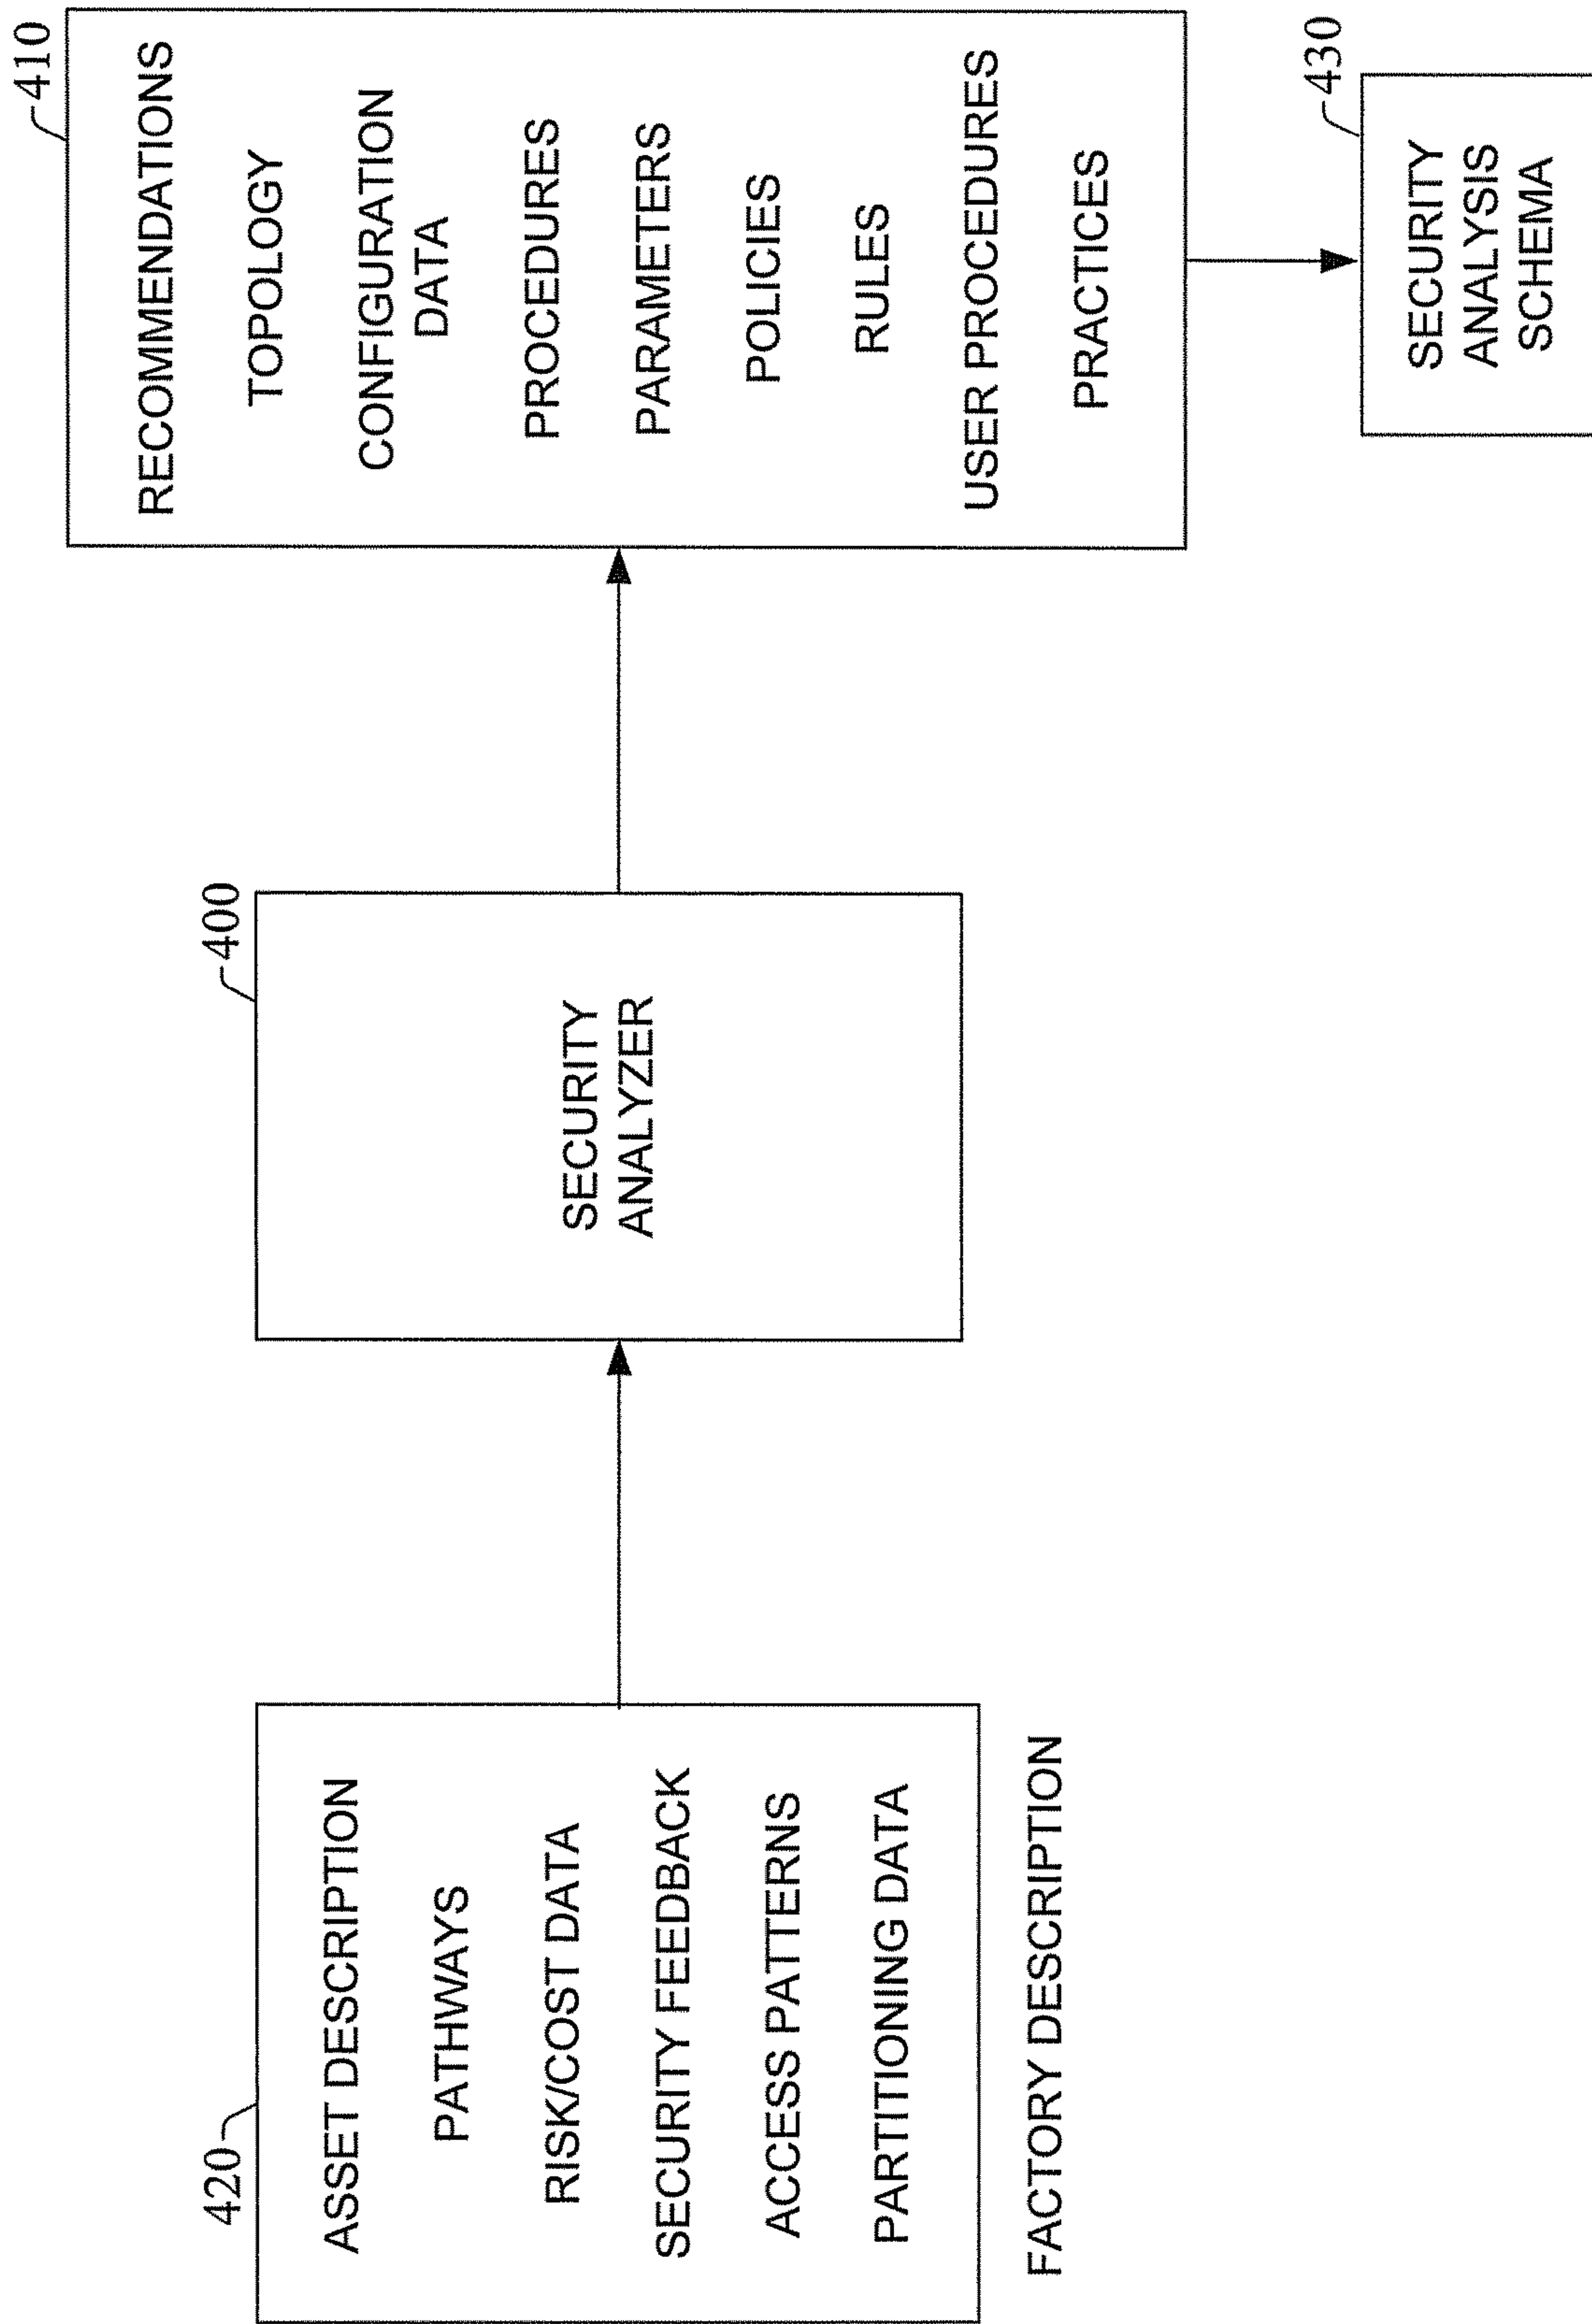 420
ASSET DESCRIPTION
PATHWAYS
RISK/COST DATA
SECURITY FEEDBACK
ACCESS PATTERNS
PARTITIONING DATA
FACTORY DESCRIPTION
400
SECURITY
ANALYZER
410
RECOMMENDATIONS
TOPOLOGY
CONFIGURATION
DATA
PROCEDURES
PARAMETERS
POLICIES
RULES
USER PROCEDURES
PRACTICES
430
SECURITY
ANALYSIS
SCHEMA